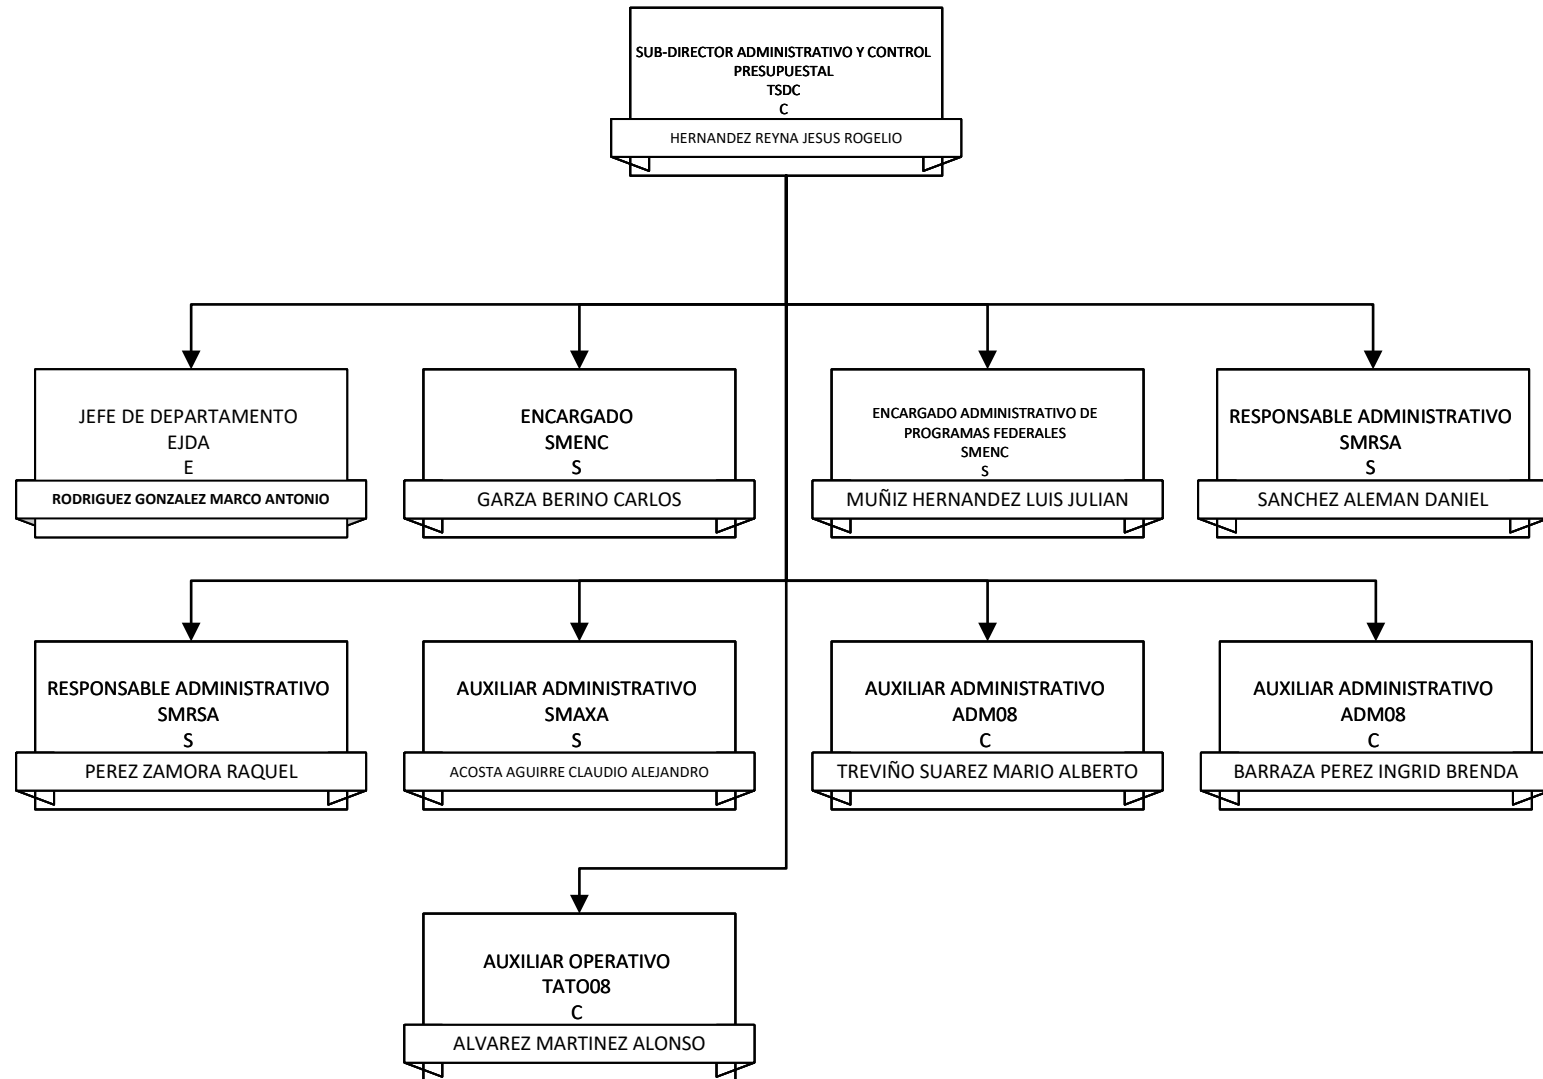 SUB-DIRECTOR ADMINISTRATIVO Y CONTROL
PRESUPUESTAL
TSDC
C
HERNANDEZ REYNA JESUS ROGELIO
JEFE DE DEPARTAMENTO
EJDA
E
RODRIGUEZ GONZALEZ MARCO ANTONIO
ENCARGADO
SMENC
S
GARZA BERINO CARLOS
ENCARGADO ADMINISTRATIVO DE
PROGRAMAS FEDERALES
SMENC
S
MUÑIZ HERNANDEZ LUIS JULIAN
RESPONSABLE ADMINISTRATIVO
SMRSA
S
SANCHEZ ALEMAN DANIEL
RESPONSABLE ADMINISTRATIVO
SMRSA
S
PEREZ ZAMORA RAQUEL
AUXILIAR ADMINISTRATIVO
SMAXA
S
ACOSTA AGUIRRE CLAUDIO ALEJANDRO
AUXILIAR ADMINISTRATIVO
ADM08
C
TREVIÑO SUAREZ MARIO ALBERTO
AUXILIAR ADMINISTRATIVO
ADM08
C
BARRAZA PEREZ INGRID BRENDA
AUXILIAR OPERATIVO
TATO08
C
ALVAREZ MARTINEZ ALONSO